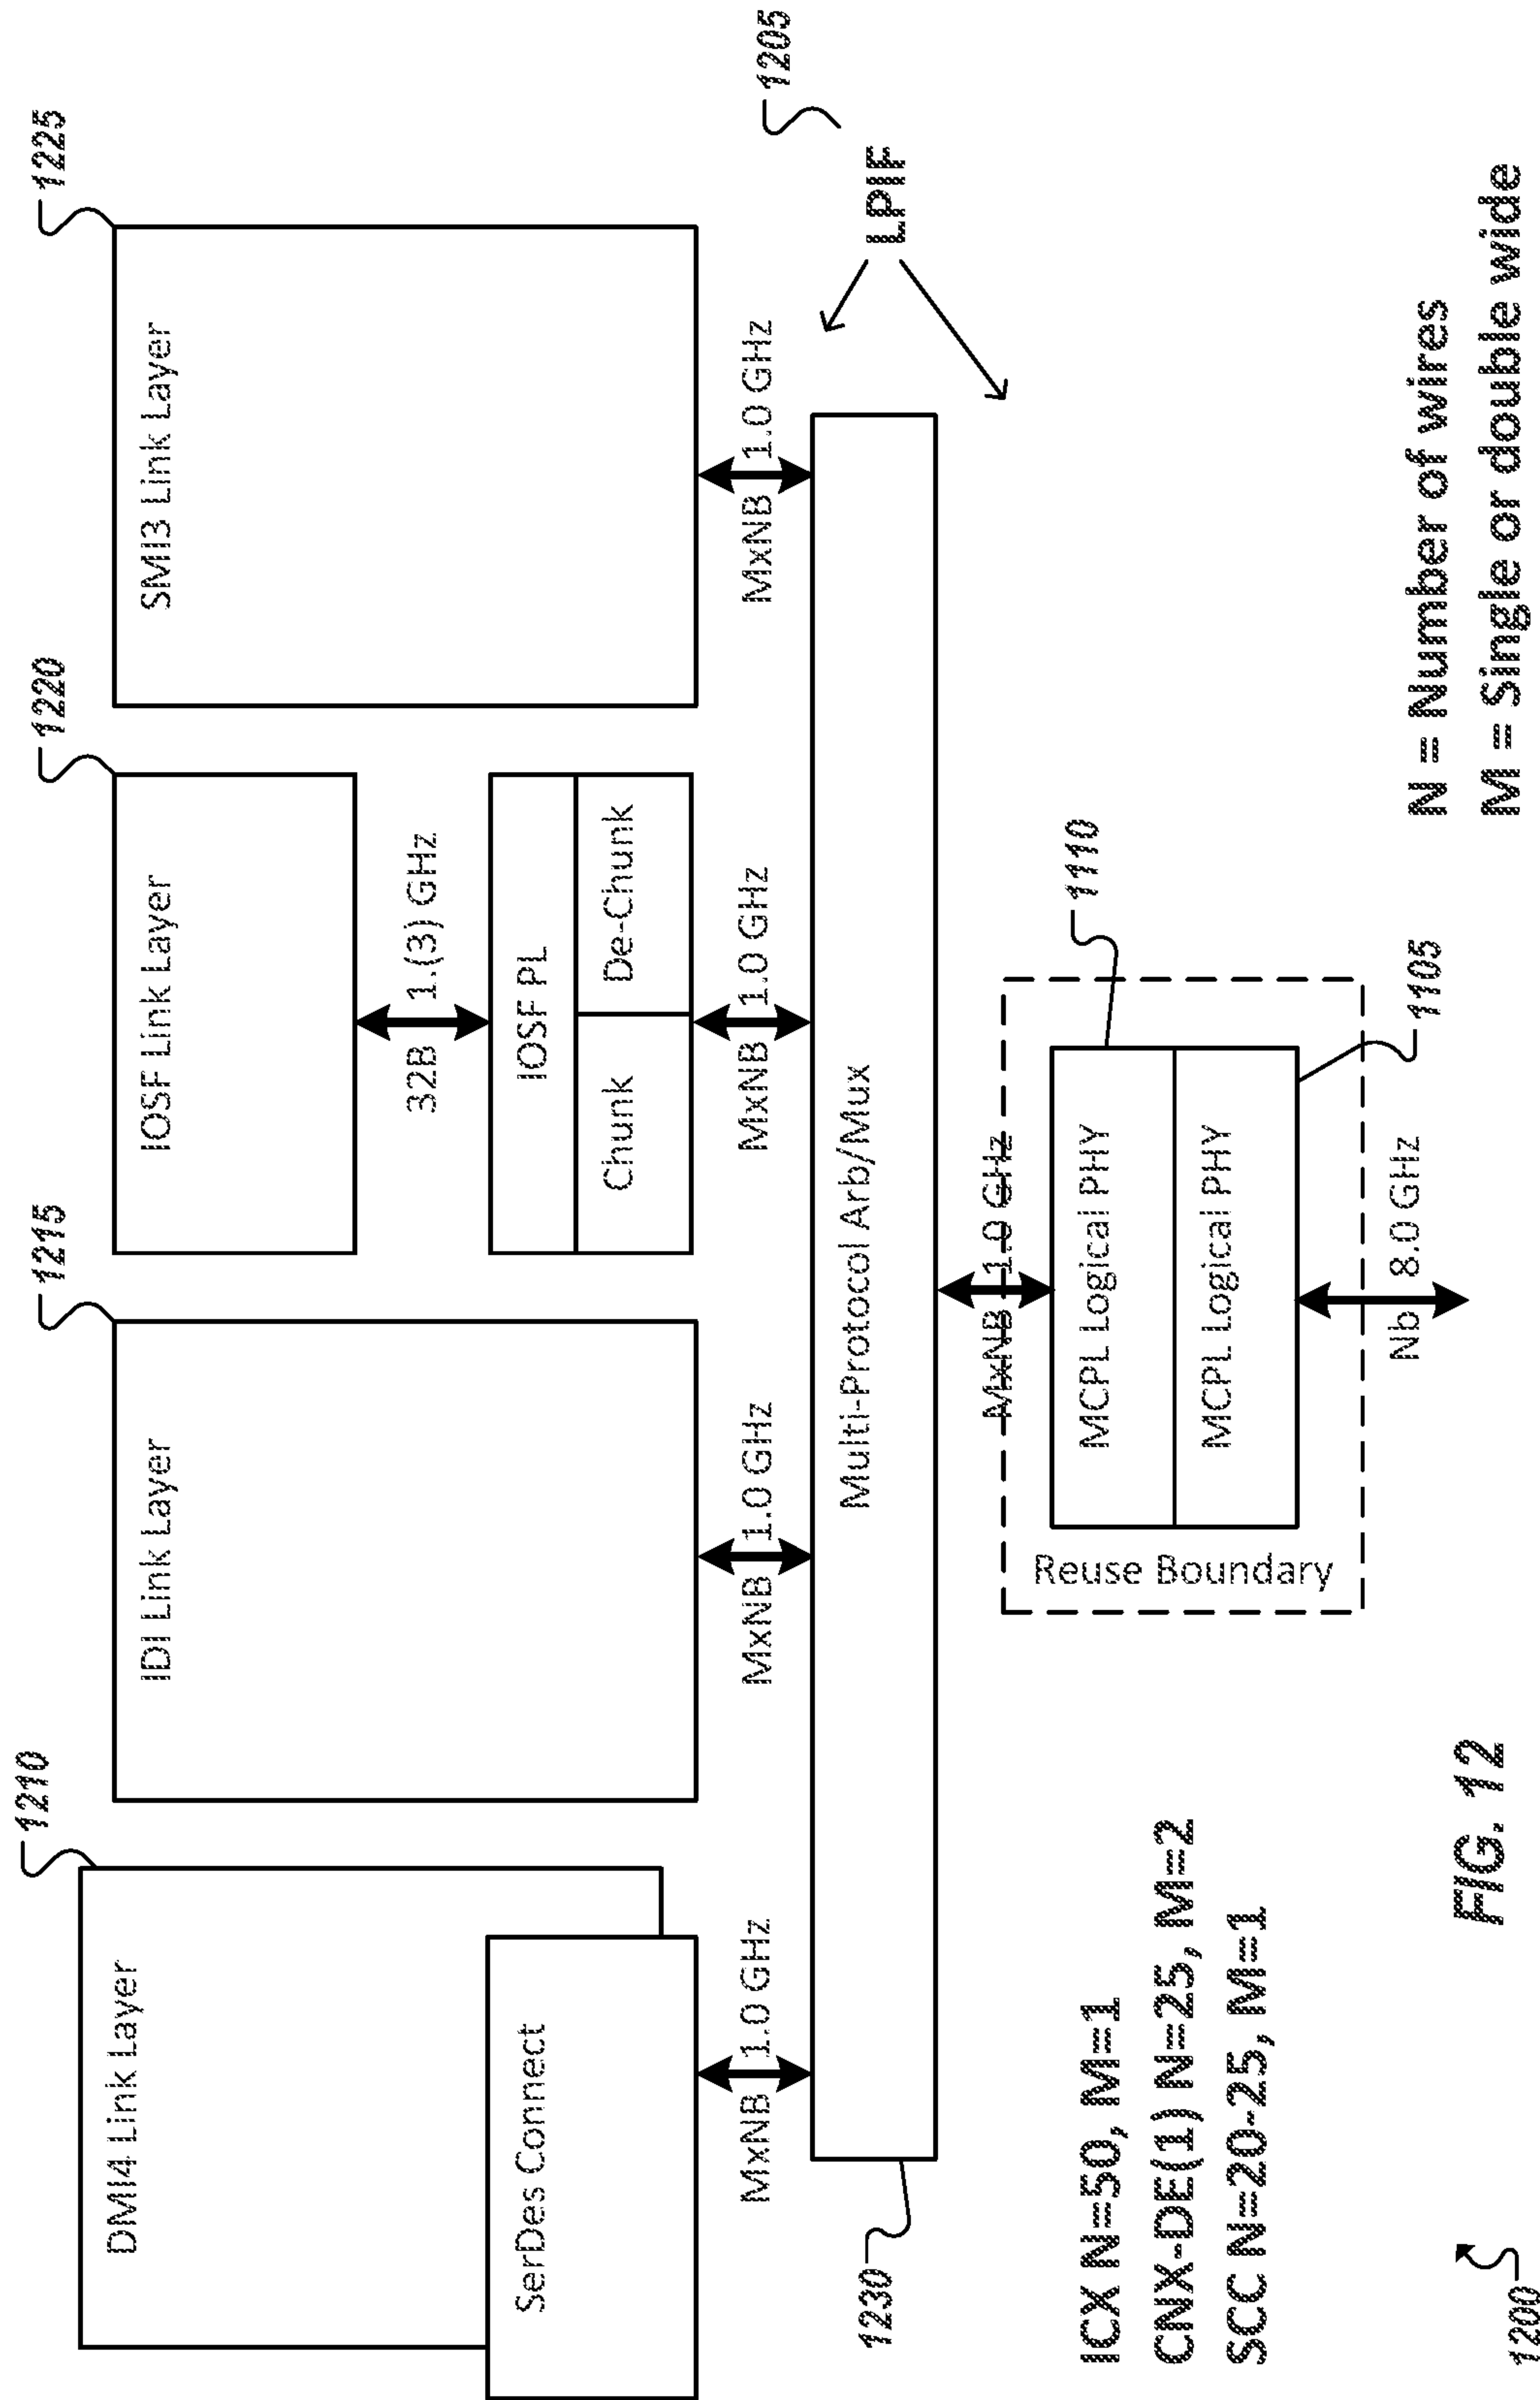 1210
1215
1220
1225
DMI4 Link Layer
SerDes Connect
IDI Link Layer
IOSF Link Layer
32B 1.(3) GHz
IOSF PL
Chunk
De-Chunk
SMI3 Link Layer
MxNB 1.0 GHz
MxNB 1.0 GHz
MxNB 1.0 GHz
MxNB 1.0 GHz
1205
LPIF
Multi-Protocol Arb/Mux
1230
MxNB 1.0 GHz
Reuse Boundary
MCPL Logical PHY
MCPL Logical PHY
1110
1105
Nb 8.0 GHz
ICX N=50, M=1
CNX-DE(1) N=25, M=2
SCC N=20-25, M=1
N = Number of wires
M = Single or double wide
1200
FIG. 12